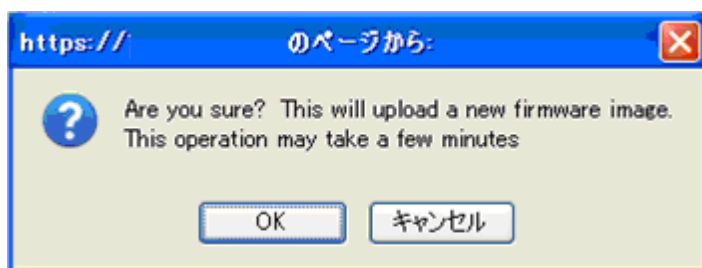 https:// のページから:
Are you sure? This will upload a new firmware image.
This operation may take a few minutes
OK キャンセル